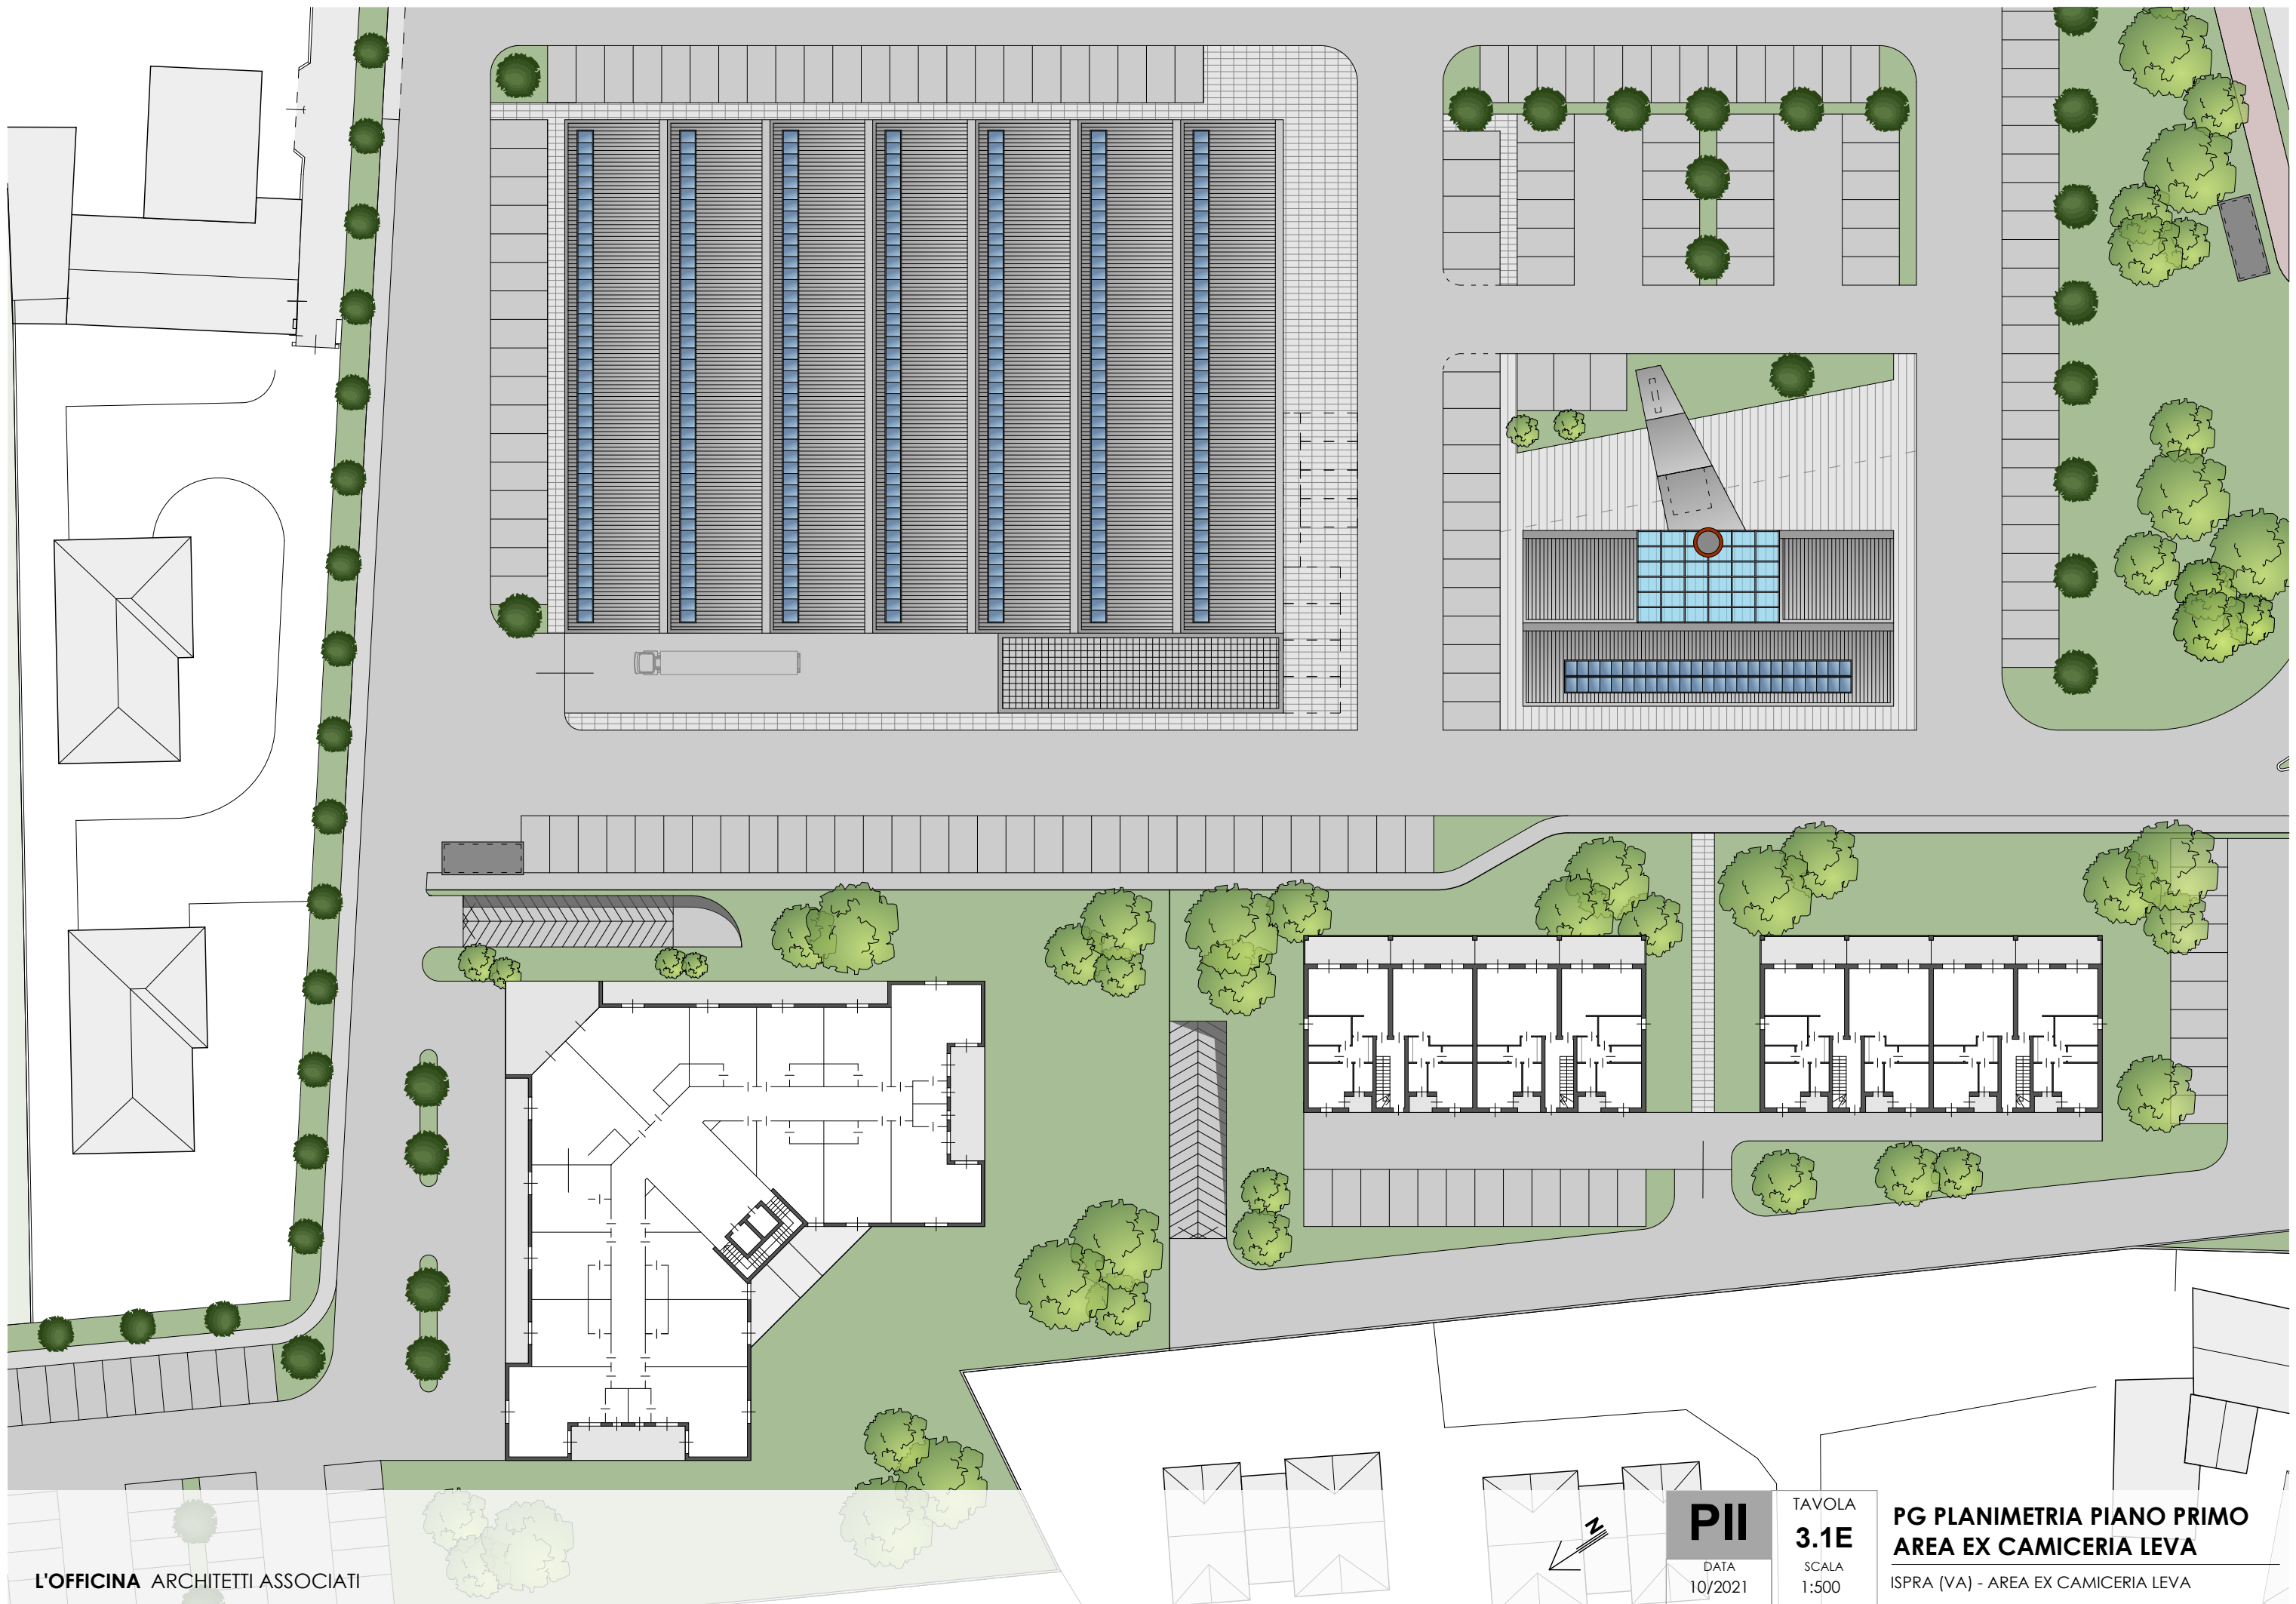 L'OFFICINA ARCHITETTI ASSOCIATI
N
PII
DATA
10/2021
TAVOLA
3.1E
SCALA
1:500
PG PLANIMETRIA PIANO PRIMO
AREA EX CAMICERIA LEVA
ISPRA (VA) - AREA EX CAMICERIA LEVA